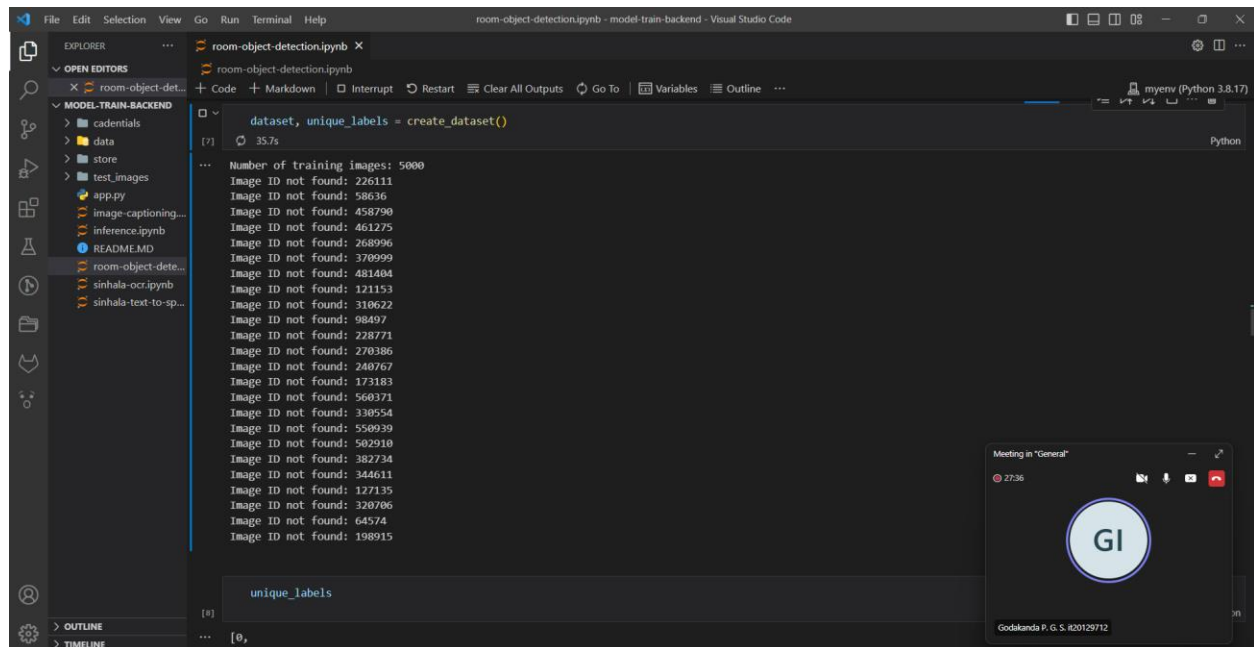 File Edit Selection View Go Run Terminal Help
room-object-detection.ipynb - model-train-backend - Visual Studio Code
EXPLORER
OPEN EDITORS
room-object-det...
MODEL-TRAIN-BACKEND
cadentials
data
store
test_images
app.py
image-captioning....
inference.ipynb
README.MD
room-object-dete...
sinhala-ocr.ipynb
sinhala-text-to-sp...
OUTLINE
TIMELINE
room-object-detection.ipynb
room-object-detection.ipynb
+ Code + Markdown Interrupt Restart Clear All Outputs Go To Variables Outline ...
myenv (Python 3.8.17)
dataset, unique_labels = create_dataset()
[7] 35.7s
Python
Number of training images: 5000
Image ID not found: 226111
Image ID not found: 58636
Image ID not found: 458790
Image ID not found: 461275
Image ID not found: 268996
Image ID not found: 370999
Image ID not found: 481404
Image ID not found: 121153
Image ID not found: 310622
Image ID not found: 98497
Image ID not found: 228771
Image ID not found: 270386
Image ID not found: 240767
Image ID not found: 173183
Image ID not found: 560371
Image ID not found: 330554
Image ID not found: 550939
Image ID not found: 502910
Image ID not found: 382734
Image ID not found: 344611
Image ID not found: 127135
Image ID not found: 320706
Image ID not found: 64574
Image ID not found: 198915
unique_labels
[8]
[0,
Meeting in "General"
27:36
GI
Godakanda P. G. S. it20129712